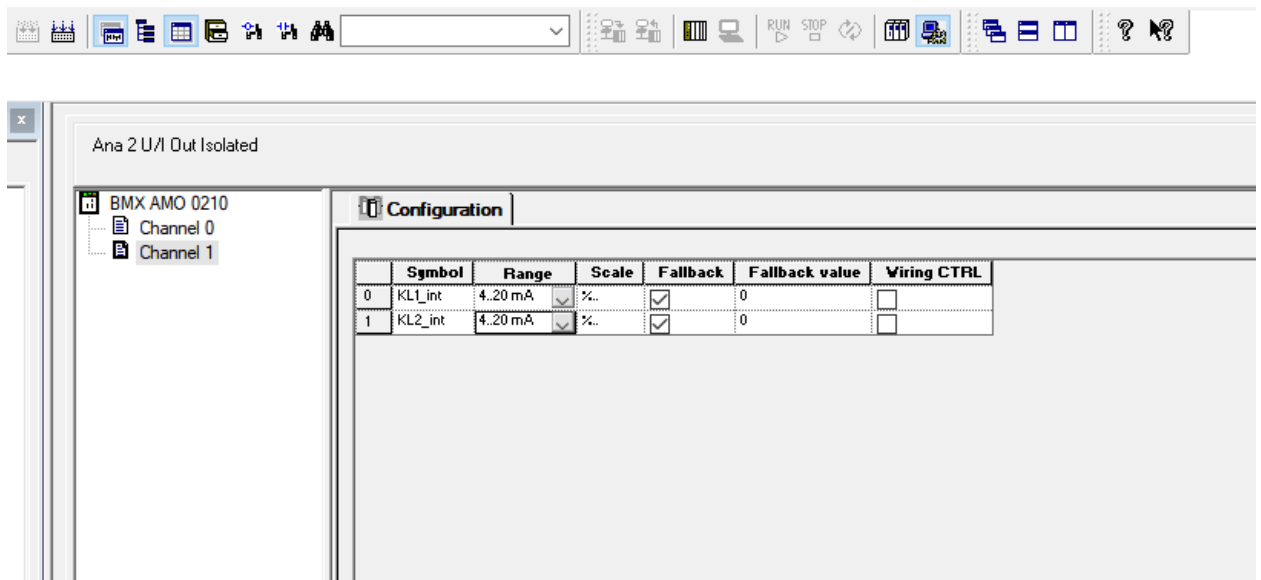 RUN STOP
x
Ana 2 U/I Out Isolated
BMX AMO 0210
Channel 0
Channel 1
Configuration
Symbol Range Scale Fallback Fallback value Wiring CTRL
0 KL1_int 4..20 mA %.. 0
1 KL2_int 4..20 mA %.. 0